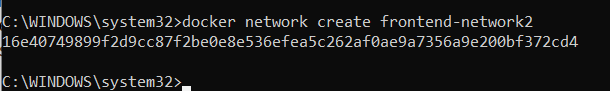 C:\WINDOWS\system32>docker network create frontend-network2
16e40749899f2d9cc87f2be0e8e536efea5c262af0ae9a7356a9e200bf372cd4
C:\WINDOWS\system32>